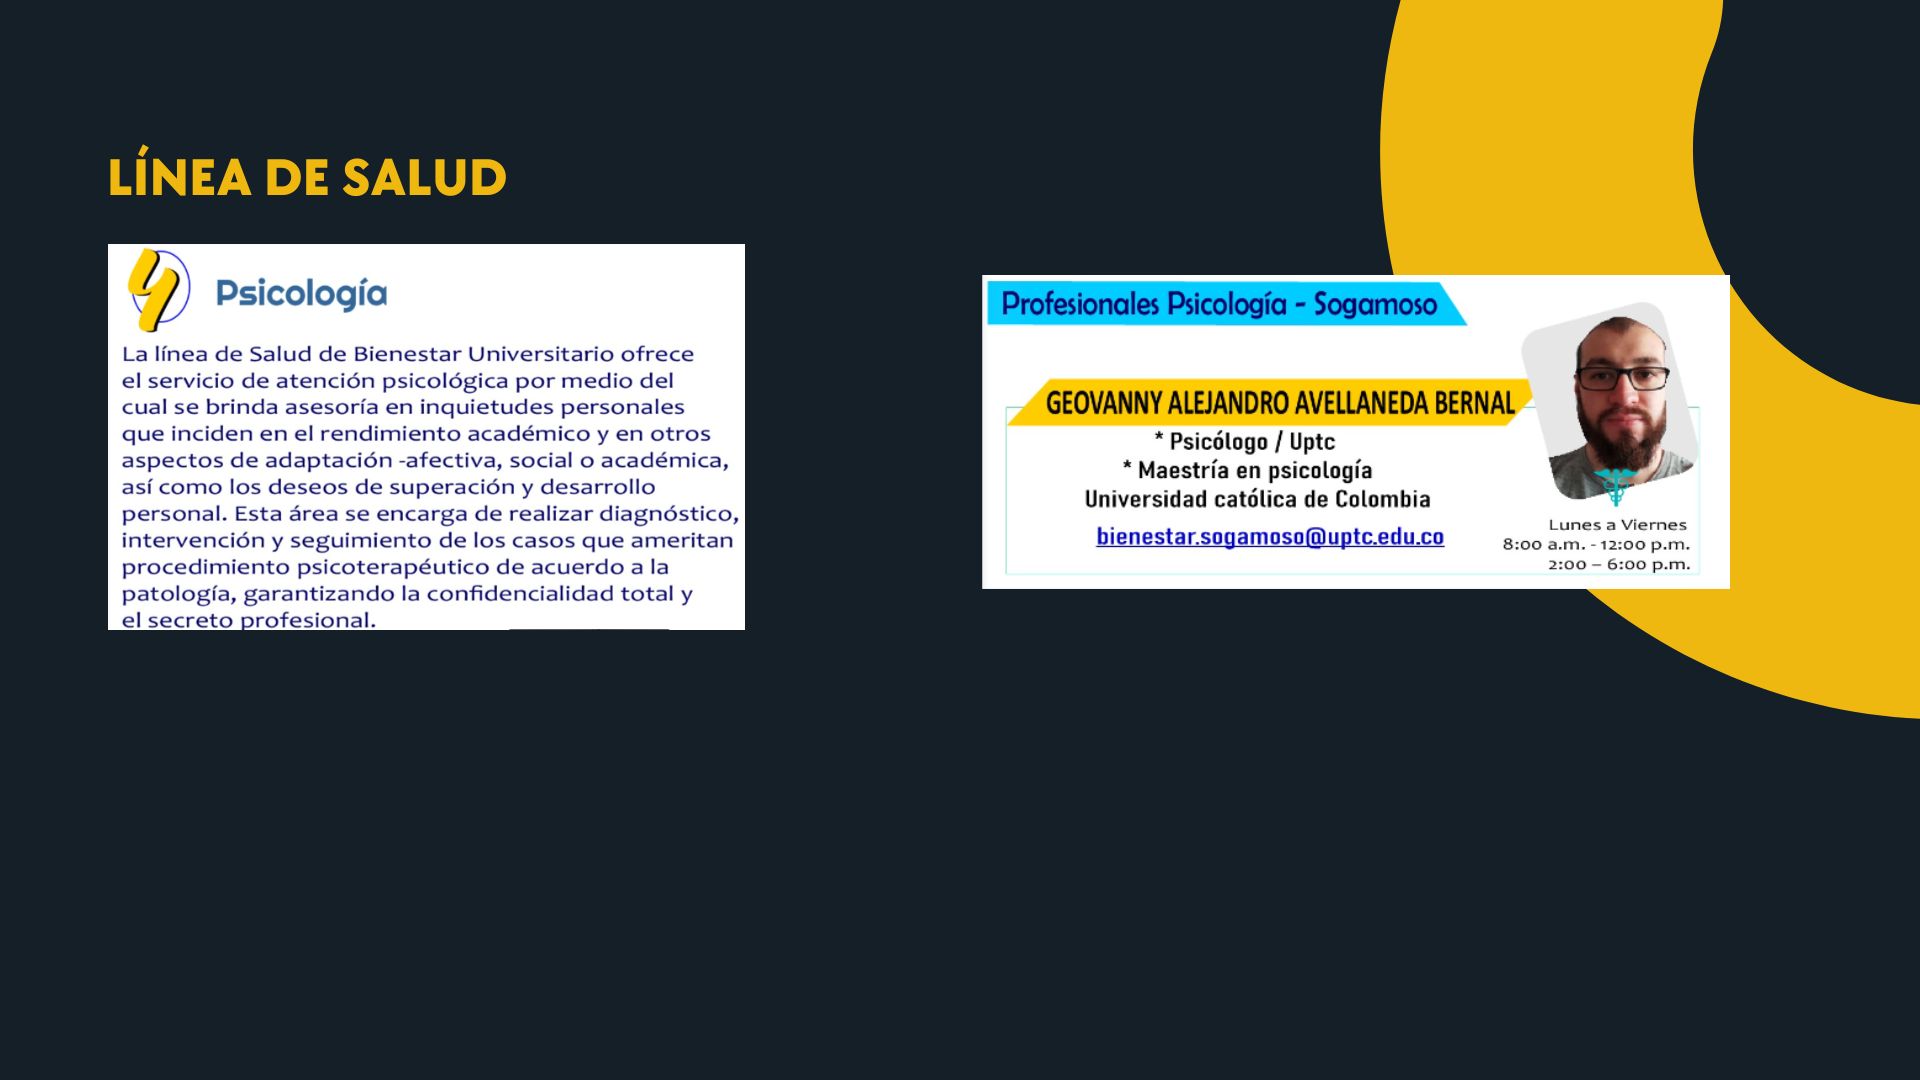 LÍNEA DE SALUD
Psicología
La línea de Salud de Bienestar Universitario ofrece
el servicio de atención psicológica por medio del
cual se brinda asesoría en inquietudes personales
que inciden en el rendimiento académico y en otros
aspectos de adaptación -afectiva, social o académica,
así como los deseos de superación y desarrollo
personal. Esta área se encarga de realizar diagnóstico,
intervención y seguimiento de los casos que ameritan
procedimiento psicoterapéutico de acuerdo a la
patología, garantizando la confidencialidad total y
el secreto profesional.
Profesionales Psicología - Sogamoso
GEOVANNY ALEJANDRO AVELLANEDA BERNAL
* Psicólogo / Uptc
* Maestría en psicología
Universidad católica de Colombia
bienestar.sogamoso@uptc.edu.co
Lunes a Viernes
8:00 a.m. - 12:00 p.m.
2:00 – 6:00 p.m.